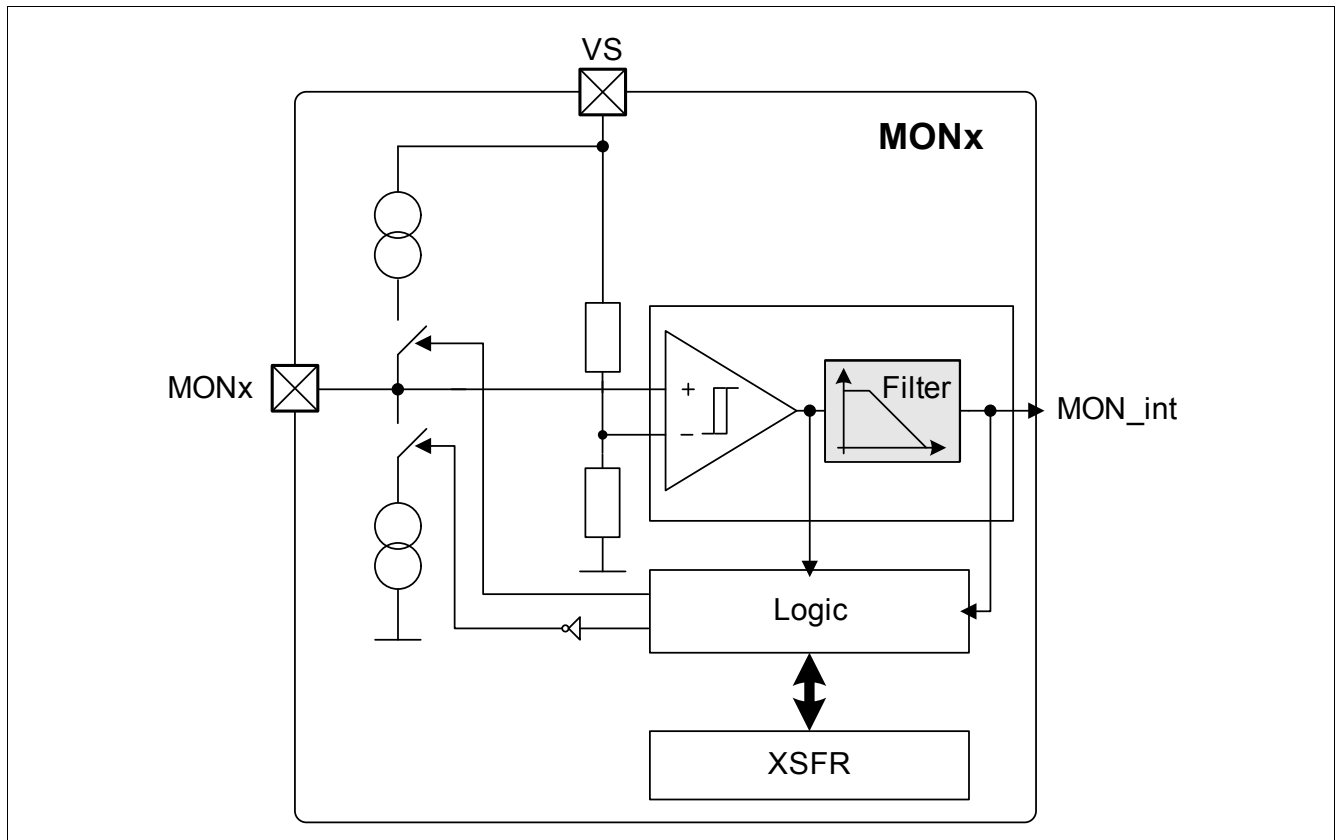 VS
MONx
MONx
+
−
Filter
MON_int
Logic
XSFR